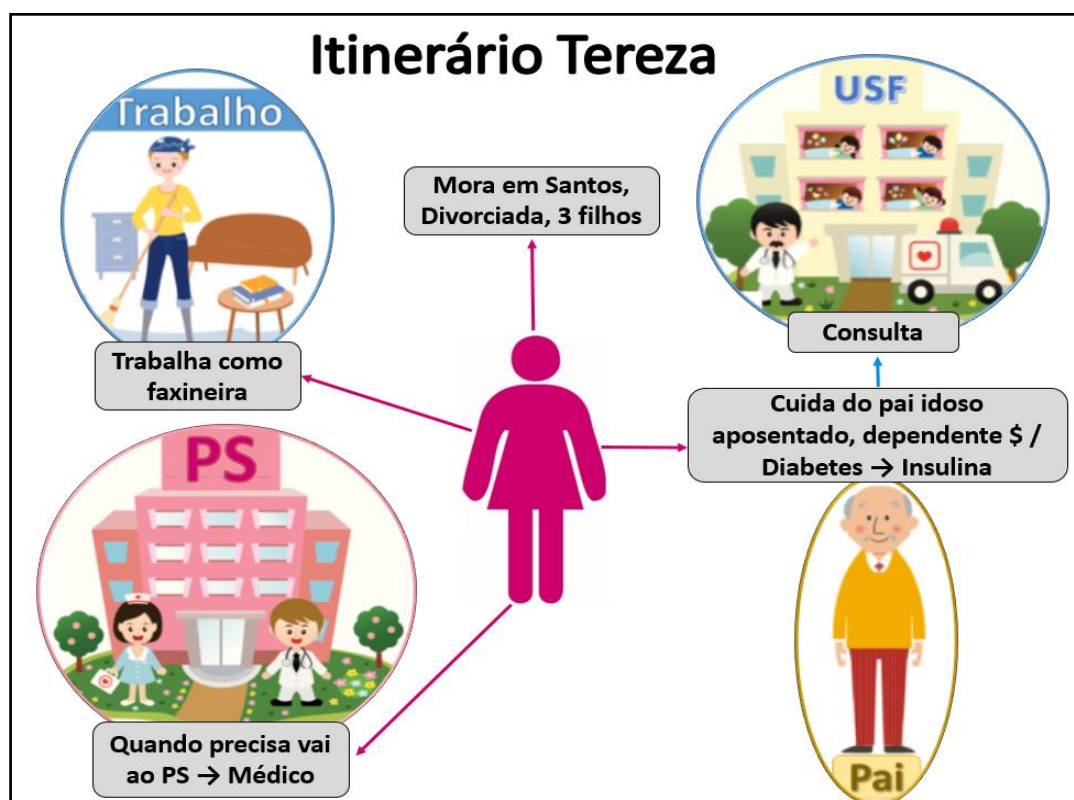 Itinerário Tereza
Trabalho
USF
Mora em Santos,
Divorciada, 3 filhos
Consulta
Trabalha como
faxineira
Cuida do pai idoso
aposentado, dependente $ /
Diabetes → Insulina
PS
Quando precisa vai
ao PS → Médico
Pai